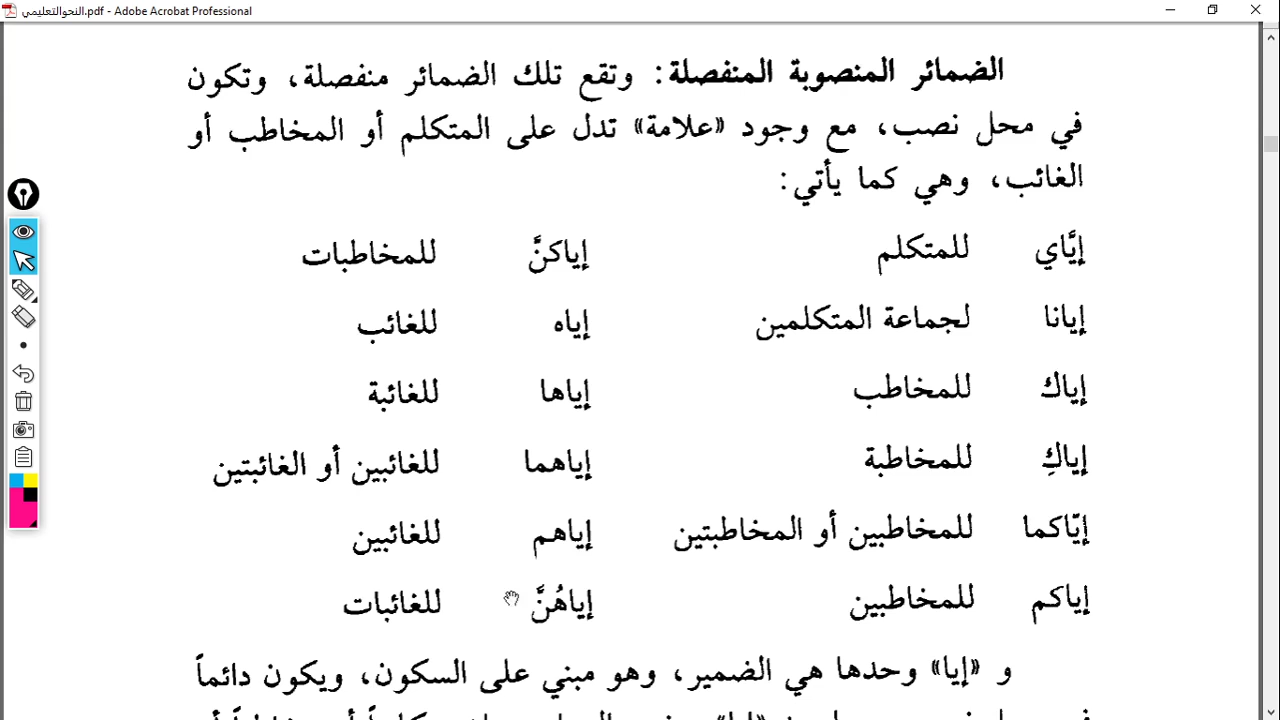 النحوالتعليمي.pdf - Adobe Acrobat Professional
الضمائر المنصوبة المنفصلة: وتقع تلك الضمائر منفصلة، وتكون
في محل نصب، مع وجود «علامة» تدل على المتكلم أو المخاطب أو
الغائب، وهي كما يأتي:
إيَّاي للمتكلم إياكنَّ للمخاطبات
إيانا لجماعة المتكلمين إياه للغائب
إياك للمخاطب إياها للغائبة
إياكِ للمخاطبة إياهما للغائبين أو الغائبتين
إيّاكما للمخاطبين أو المخاطبتين إياهم للغائبين
إياكم للمخاطبين إياهُنَّ للغائبات
و «إيا» وحدها هي الضمير، وهو مبني على السكون، ويكون دائماً